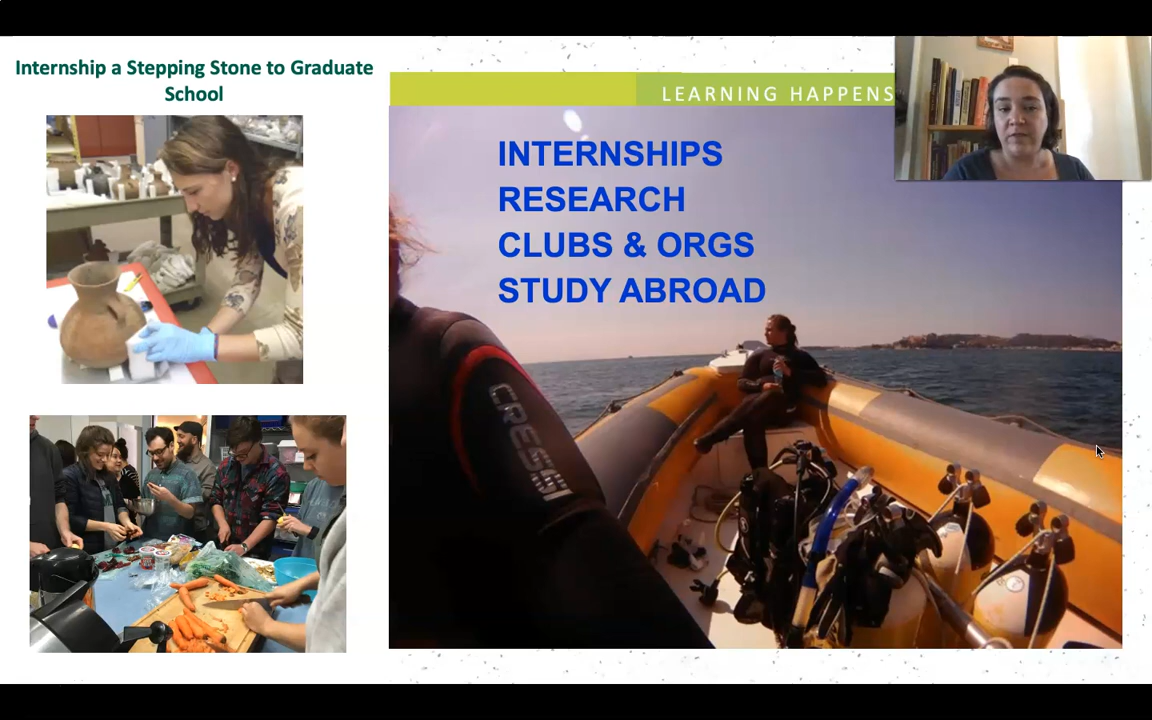 Internship a Stepping Stone to Graduate
School
LEARNING HAPPENS
INTERNSHIPS
RESEARCH
CLUBS & ORGS
STUDY ABROAD
CRESSI